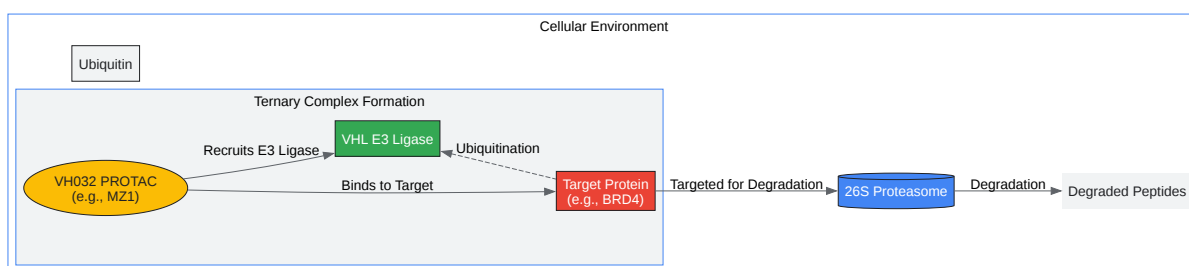 Cellular Environment
Ubiquitin
Ternary Complex Formation
VHL E3 Ligase
Recruits E3 Ligase
Ubiquitination
VH032 PROTAC
(e.g., MZ1)
Binds to Target
Target Protein
(e.g., BRD4)
Targeted for Degradation
26S Proteasome
Degradation
Degraded Peptides